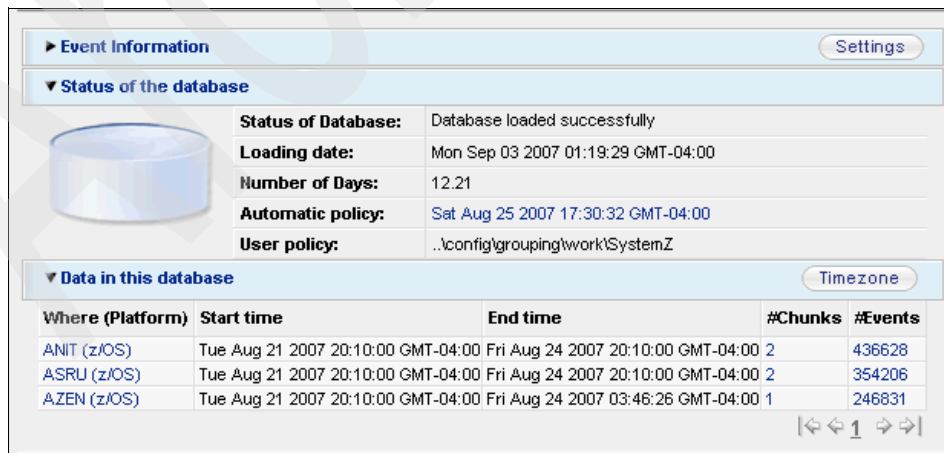 Event Information Settings
Status of the database
Status of Database: Database loaded successfully
Loading date: Mon Sep 03 2007 01:19:29 GMT-04:00
Number of Days: 12.21
Automatic policy: Sat Aug 25 2007 17:30:32 GMT-04:00
User policy: ..\config\grouping\work\SystemZ
Data in this database Timezone
Where (Platform) Start time End time #Chunks #Events
ANIT (z/OS) Tue Aug 21 2007 20:10:00 GMT-04:00 Fri Aug 24 2007 20:10:00 GMT-04:00 2 436628
ASRU (z/OS) Tue Aug 21 2007 20:10:00 GMT-04:00 Fri Aug 24 2007 20:10:00 GMT-04:00 2 354206
AZEN (z/OS) Tue Aug 21 2007 20:10:00 GMT-04:00 Fri Aug 24 2007 03:46:26 GMT-04:00 1 246831
1